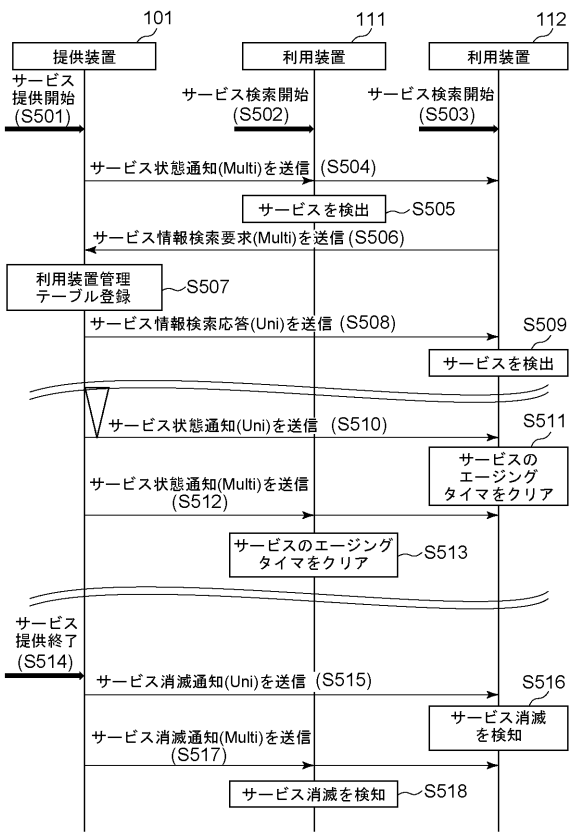 101
111
112
提供装置
利用装置
利用装置
サービス
提供開始
(S501)
サービス検索開始
(S502)
サービス検索開始
(S503)
サービス状態通知(Multi)を送信 (S504)
サービスを検出
S505
サービス情報検索要求(Multi)を送信(S506)
利用装置管理
テーブル登録
S507
サービス情報検索応答(Uni)を送信 (S508)
S509
サービスを検出
サービス状態通知(Uni)を送信 (S510)
S511
サービスの
エージング
タイマをクリア
サービス状態通知(Multi)を送信
(S512)
サービスのエージング
タイマをクリア
S513
サービス
提供終了
(S514)
サービス消滅通知(Uni)を送信 (S515)
S516
サービス消滅
を検知
サービス消滅通知(Multi)を送信
(S517)
サービス消滅を検知
S518